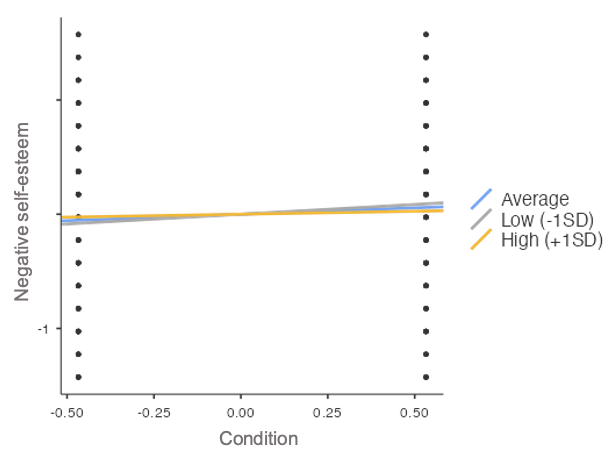 Negative self-esteem
-1
-0.50 -0.25 0.00 0.25 0.50
Condition
Average
Low (-1SD)
High (+1SD)